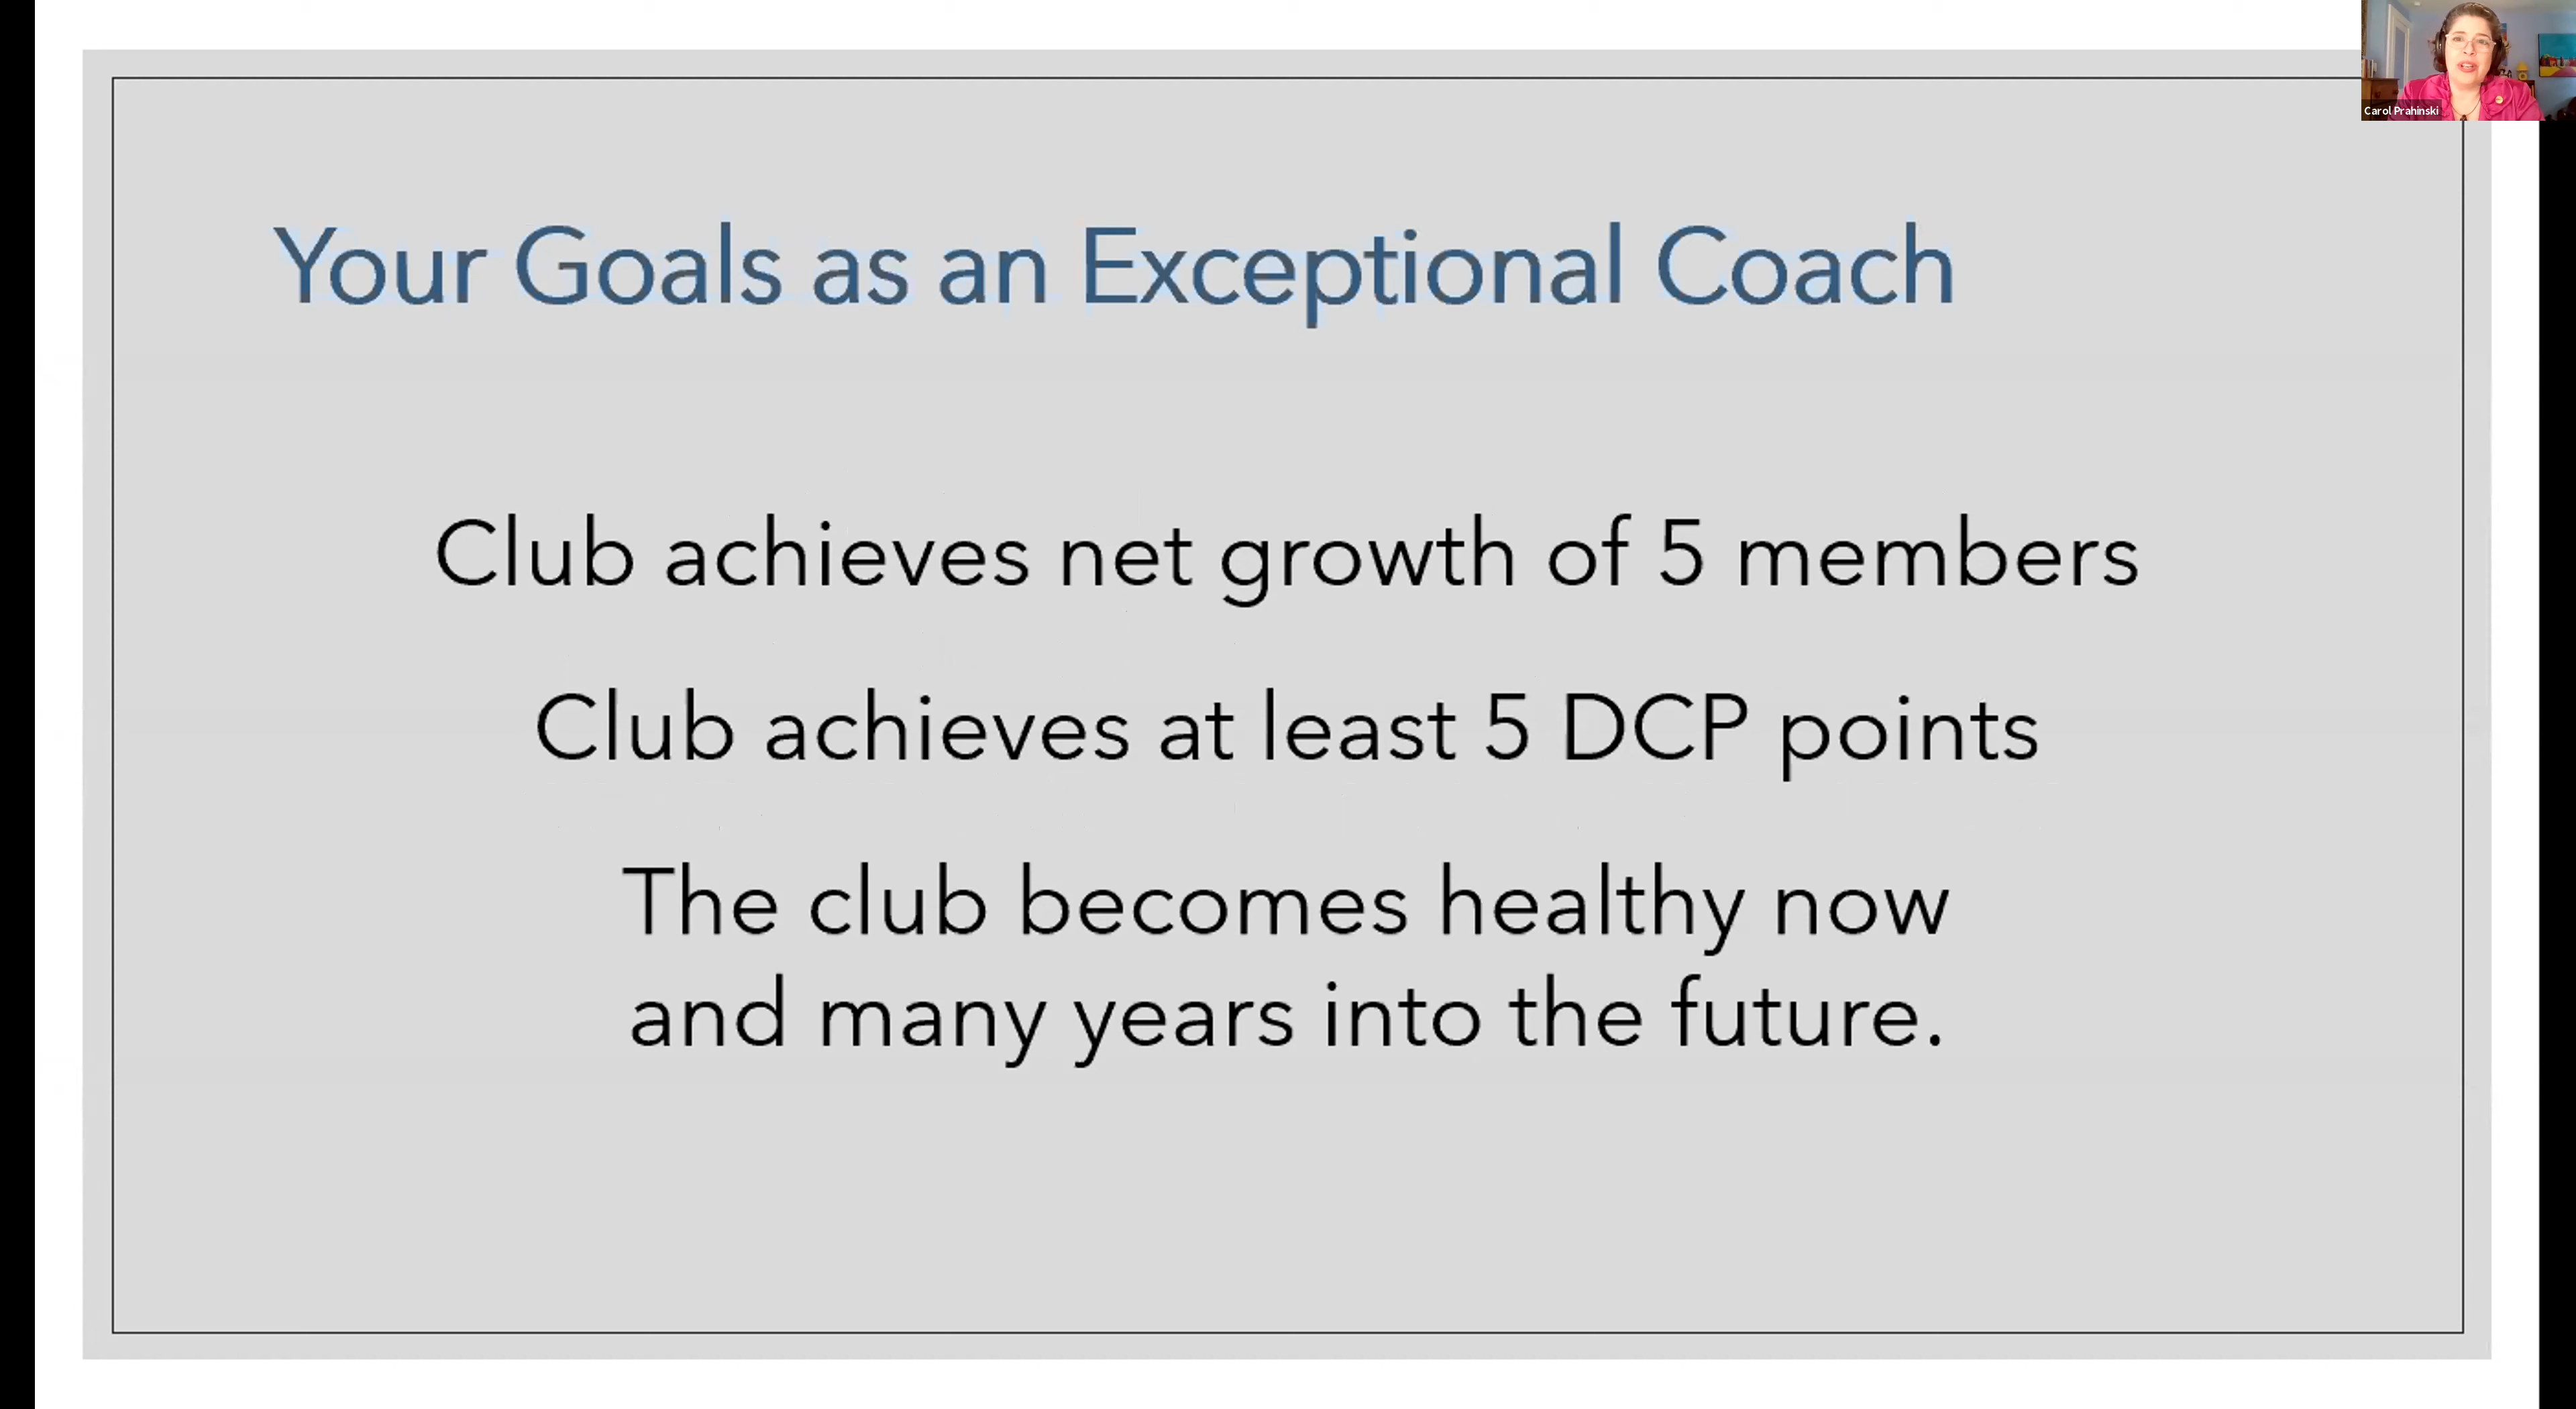 Carol Prahinski
Your Goals as an Exceptional Coach
Club achieves net growth of 5 members
Club achieves at least 5 DCP points
The club becomes healthy now
and many years into the future.